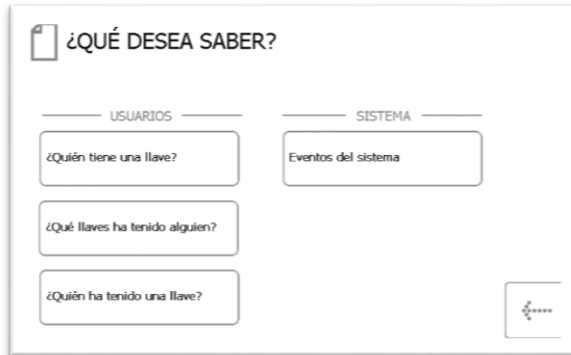 ¿QUÉ DESEA SABER?
USUARIOS
¿Quién tiene una llave?
¿Qué llaves ha tenido alguien?
¿Quién ha tenido una llave?
SISTEMA
Eventos del sistema